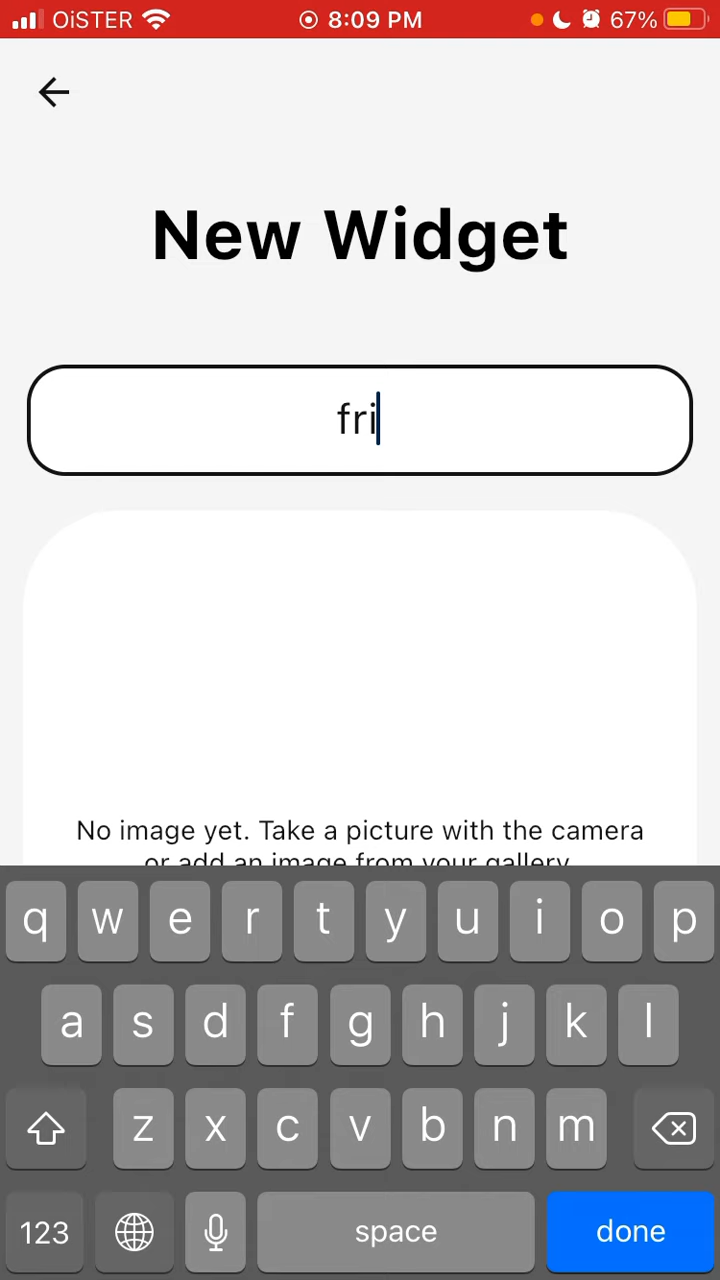 OiSTER 8:09 PM 67%
New Widget
fri
No image yet. Take a picture with the camera
or add an image from your gallery
q w e r t y u i o p
a s d f g h j k l
z x c v b n m
123 space done